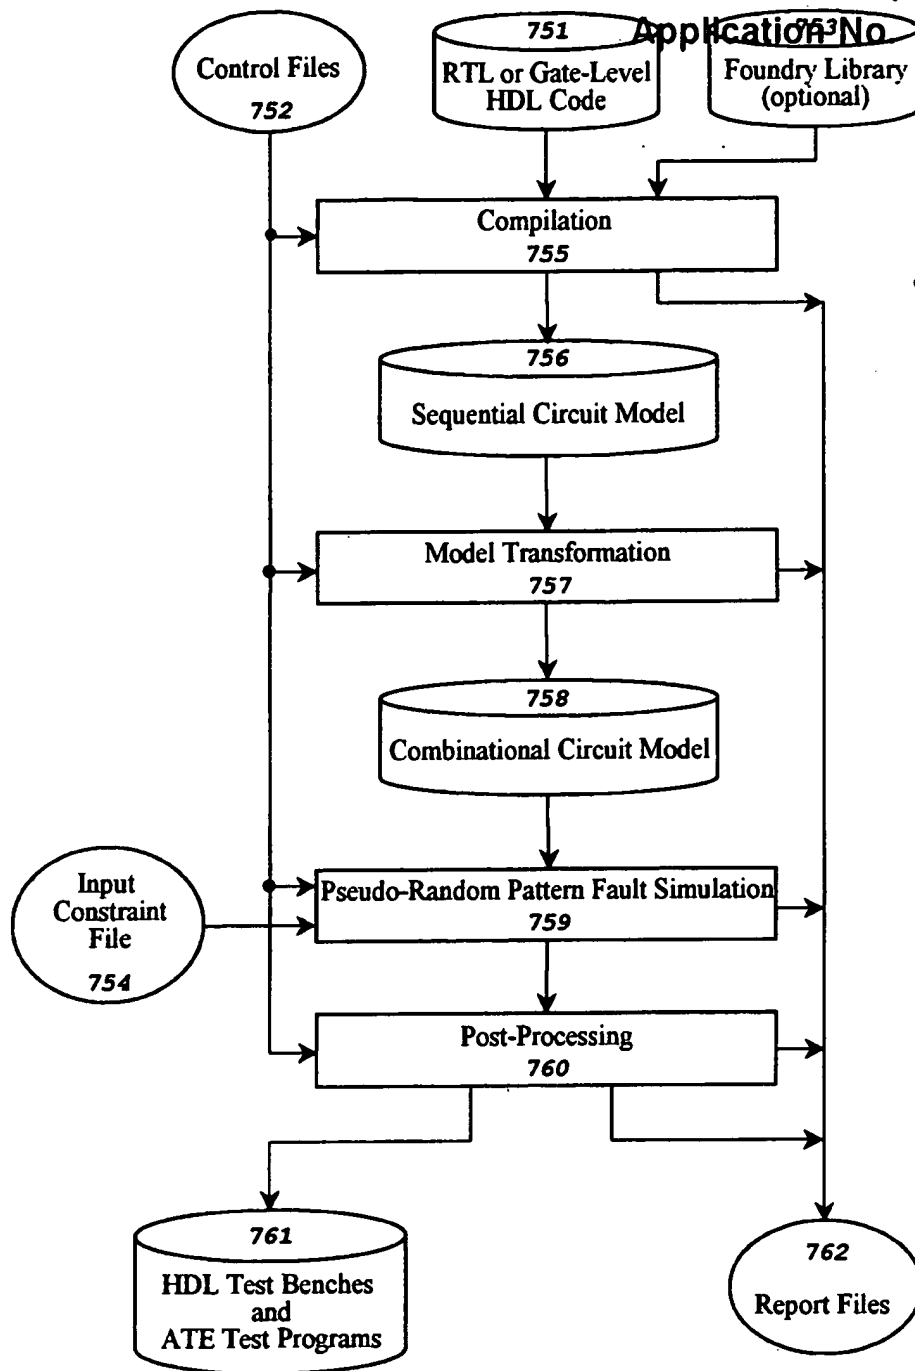 Application No.
Control Files
752
751
RTL or Gate-Level
HDL Code
753
Foundry Library
(optional)
Compilation
755
756
Sequential Circuit Model
Model Transformation
757
758
Combinational Circuit Model
Input
Constraint
File
754
Pseudo-Random Pattern Fault Simulation
759
Post-Processing
760
761
HDL Test Benches
and
ATE Test Programs
762
Report Files